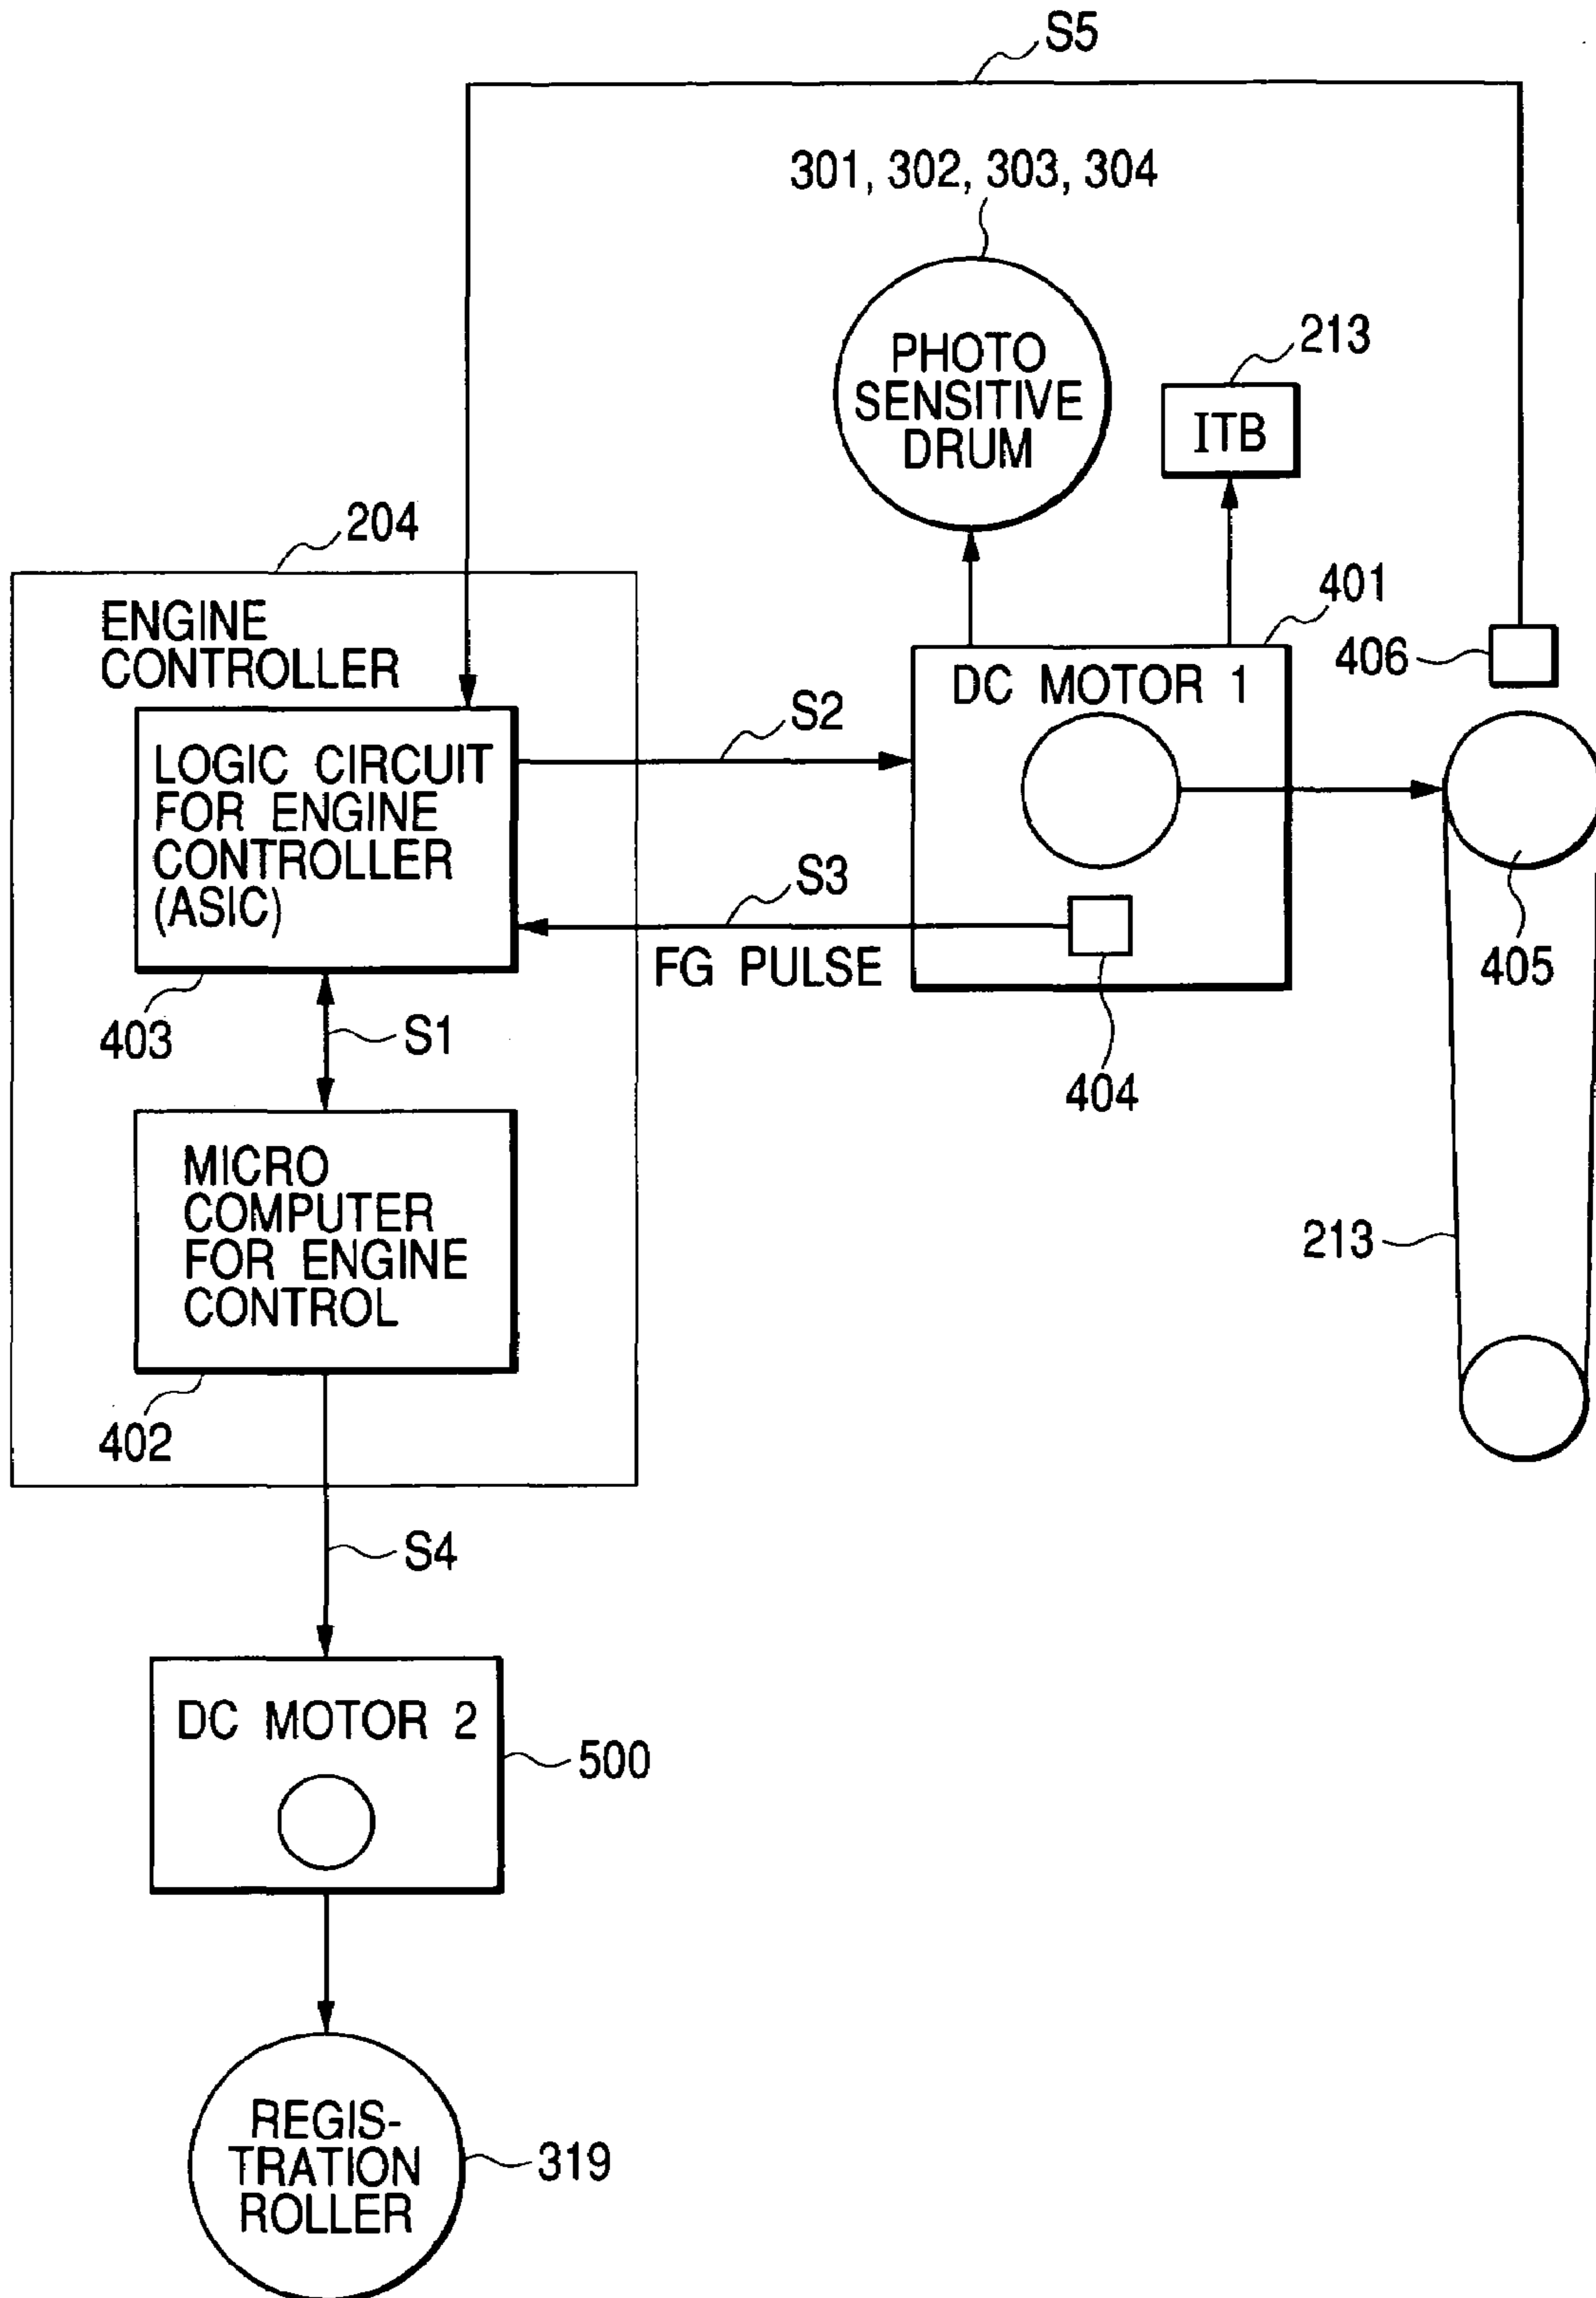 S5
301, 302, 303, 304
PHOTO
SENSITIVE
DRUM
213
ITB
204
ENGINE
CONTROLLER
401
406
DC MOTOR 1
S2
LOGIC CIRCUIT
FOR ENGINE
CONTROLLER
(ASIC)
S3
FG PULSE
405
403
S1
404
MICRO
COMPUTER
FOR ENGINE
CONTROL
213
402
S4
DC MOTOR 2
500
REGIS-
TRATION
ROLLER
319